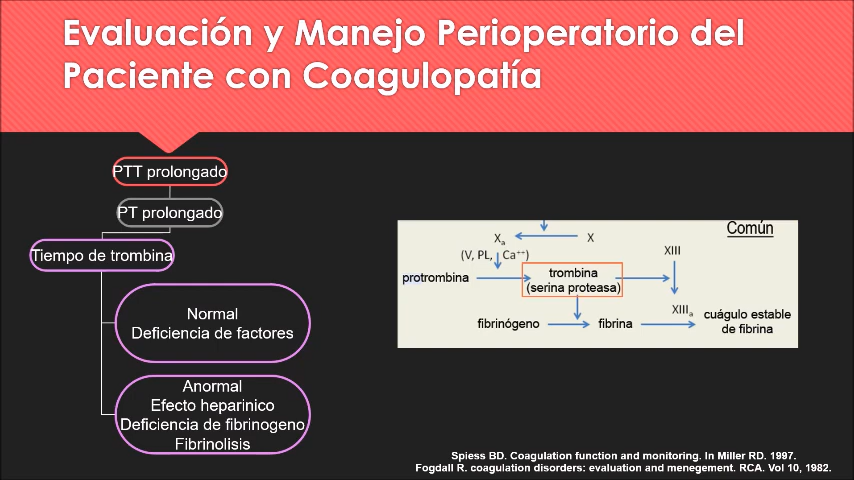 Evaluación y Manejo Perioperatorio del
Paciente con Coagulopatía
PTT prolongado
PT prolongado
Tiempo de trombina
Normal
Deficiencia de factores
Anormal
Efecto heparinico
Deficiencia de fibrinogeno
Fibrinolisis
Común
Xa X
(V, PL, Ca++)
XIII
protrombina
trombina
(serina proteasa)
XIIIa
fibrinógeno
fibrina
cuágulo estable
de fibrina
Spiess BD. Coagulation function and monitoring. In Miller RD. 1997.
Fogdall R. coagulation disorders: evaluation and menegement. RCA. Vol 10, 1982.